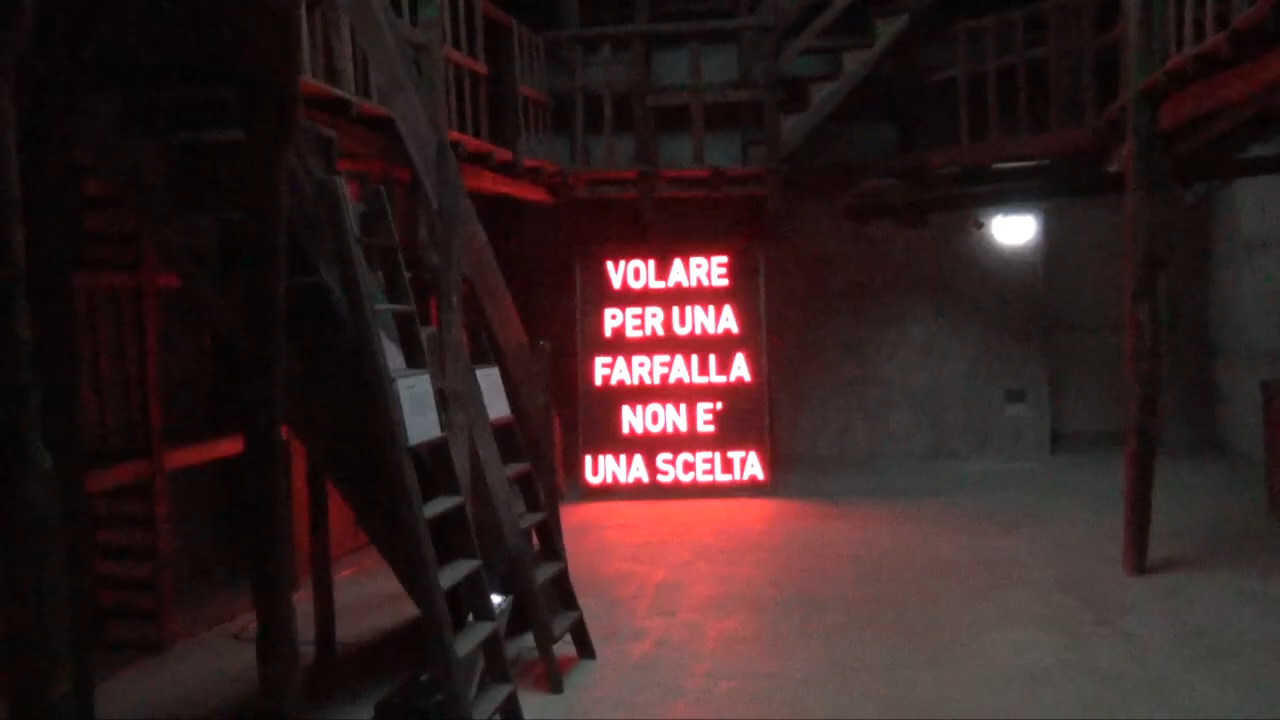 VOLARE
PER UNA
FARFALLA
NON E'
UNA SCELTA